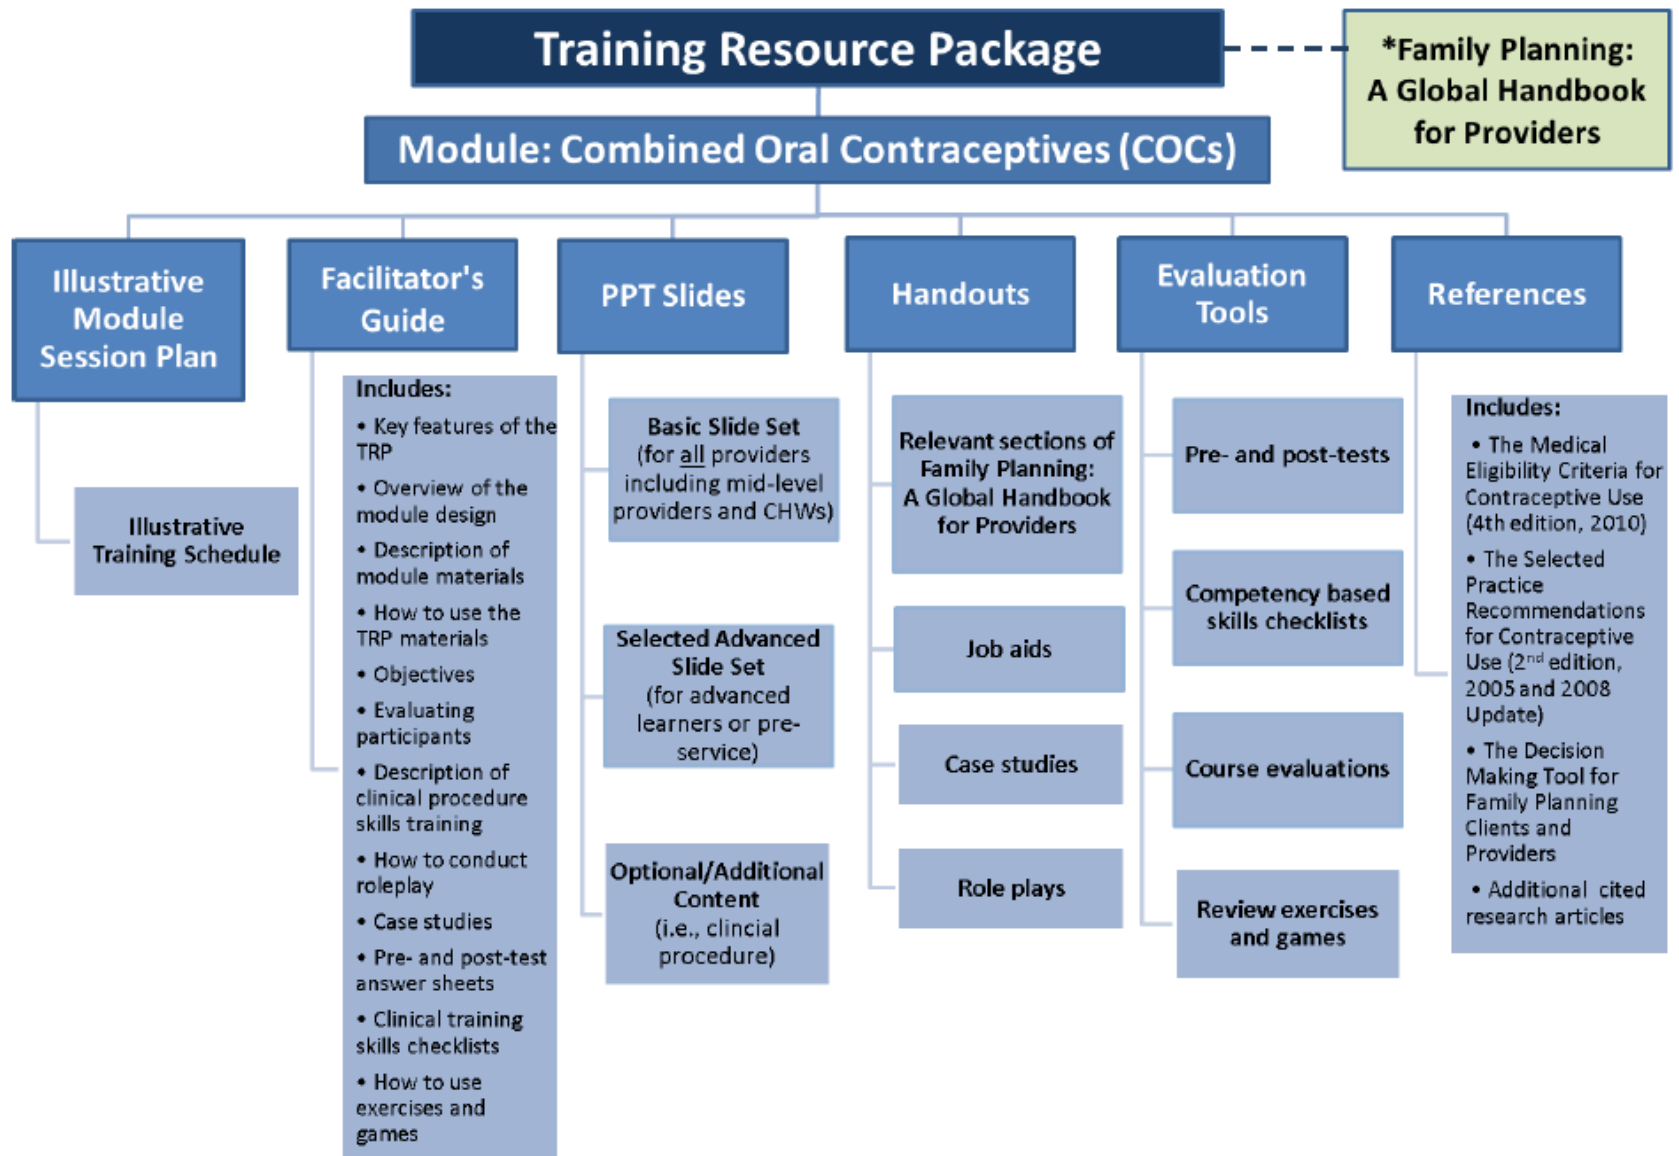 Training Resource Package
*Family Planning:
A Global Handbook
for Providers
Module: Combined Oral Contraceptives (COCs)
Illustrative
Module
Session Plan
Illustrative
Training Schedule
Facilitator's
Guide
Includes:
• Key features of the
TRP
• Overview of the
module design
• Description of
module materials
• How to use the
TRP materials
• Objectives
• Evaluating
participants
• Description of
clinical procedure
skills training
• How to conduct
roleplay
• Case studies
• Pre- and post-test
answer sheets
• Clinical training
skills checklists
• How to use
exercises and
games
PPT Slides
Basic Slide Set
(for all providers
including mid-level
providers and CHWs)
Selected Advanced
Slide Set
(for advanced
learners or pre-
service)
Optional/Additional
Content
(i.e., clincial
procedure)
Handouts
Relevant sections of
Family Planning:
A Global Handbook
for Providers
Job aids
Case studies
Role plays
Evaluation
Tools
Pre- and post-tests
Competency based
skills checklists
Course evaluations
Review exercises
and games
References
Includes:
• The Medical
Eligibility Criteria for
Contraceptive Use
(4th edition, 2010)
• The Selected
Practice
Recommendations
for Contraceptive
Use (2nd edition,
2005 and 2008
Update)
• The Decision
Making Tool for
Family Planning
Clients and
Providers
• Additional cited
research articles